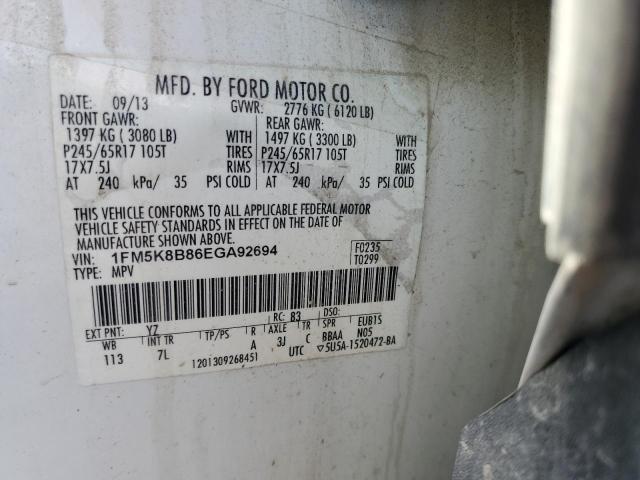 MFD. BY FORD MOTOR CO.
DATE: 09/13 GVWR: 2776 KG ( 6120 LB)
FRONT GAWR: REAR GAWR:
1397 KG ( 3080 LB) WITH 1497 KG ( 3300 LB) WITH
P245/65R17 105T TIRES P245/65R17 105T TIRES
17X7.5J RIMS 17X7.5J RIMS
AT 240 kPa/ 35 PSI COLD AT 240 kPa/ 35 PSI COLD
THIS VEHICLE CONFORMS TO ALL APPLICABLE FEDERAL MOTOR
VEHICLE SAFETY STANDARDS IN EFFECT ON THE DATE OF
MANUFACTURE SHOWN ABOVE.
VIN: 1FM5K8B86EGA92694 F0235
TYPE: MPV T0299
EXT PNT: YZ RC: 83 DSO:
WB INT TR TP/PS R AXLE TR SPR EUB1S
113 7L A 3J C BBAA N05
1201309268451 UTC ▽5U5A-1520472-BA